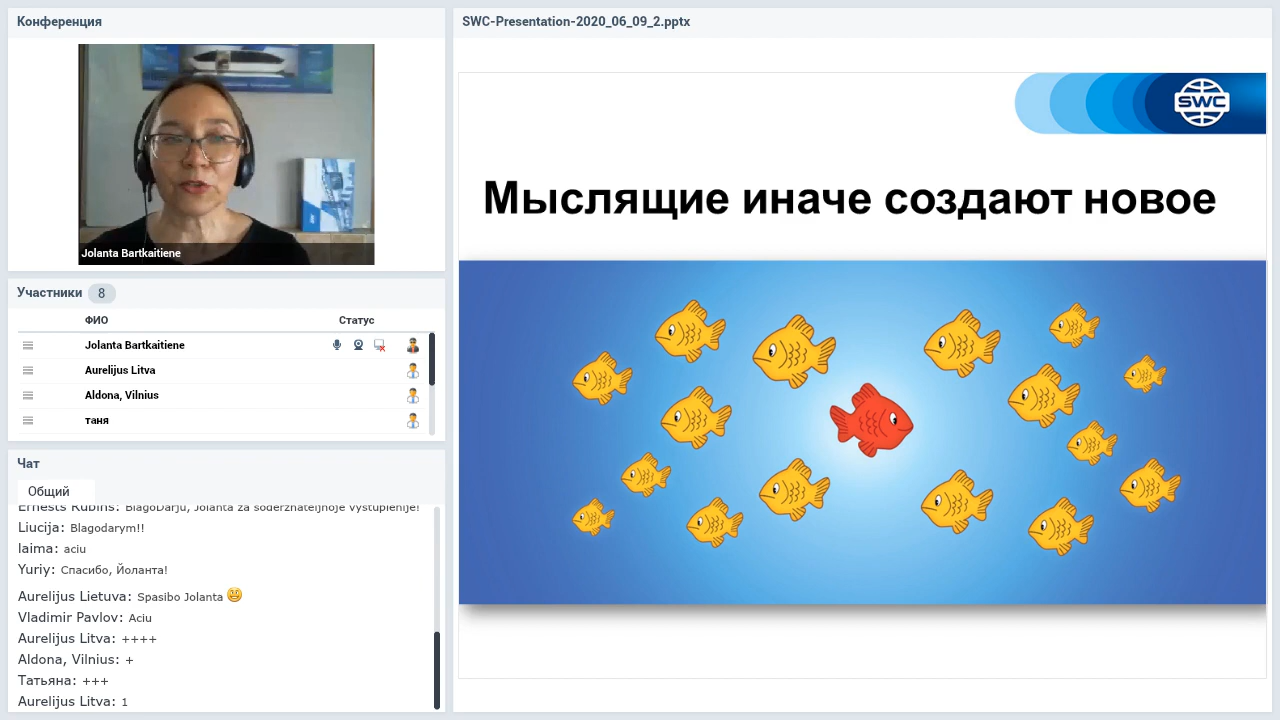 Конференция
Jolanta Bartkaitiene
Участники 8
ФИО Статус
Jolanta Bartkaitiene
Aurelijus Litva
Aldona, Vilnius
таня
Чат
Общий
Ernests Rubins: BlagoDarju, Jolanta za soderzhateljnoje vystuplenije!
Liucija: Blagodarym!!
laima: aciu
Yuriy: Спасибо, Йоланта!
Aurelijus Lietuva: Spasibo Jolanta
Vladimir Pavlov: Aciu
Aurelijus Litva: ++++
Aldona, Vilnius: +
Татьяна: +++
Aurelijus Litva: 1
SWC-Presentation-2020_06_09_2.pptx
SWC
Мыслящие иначе создают новое